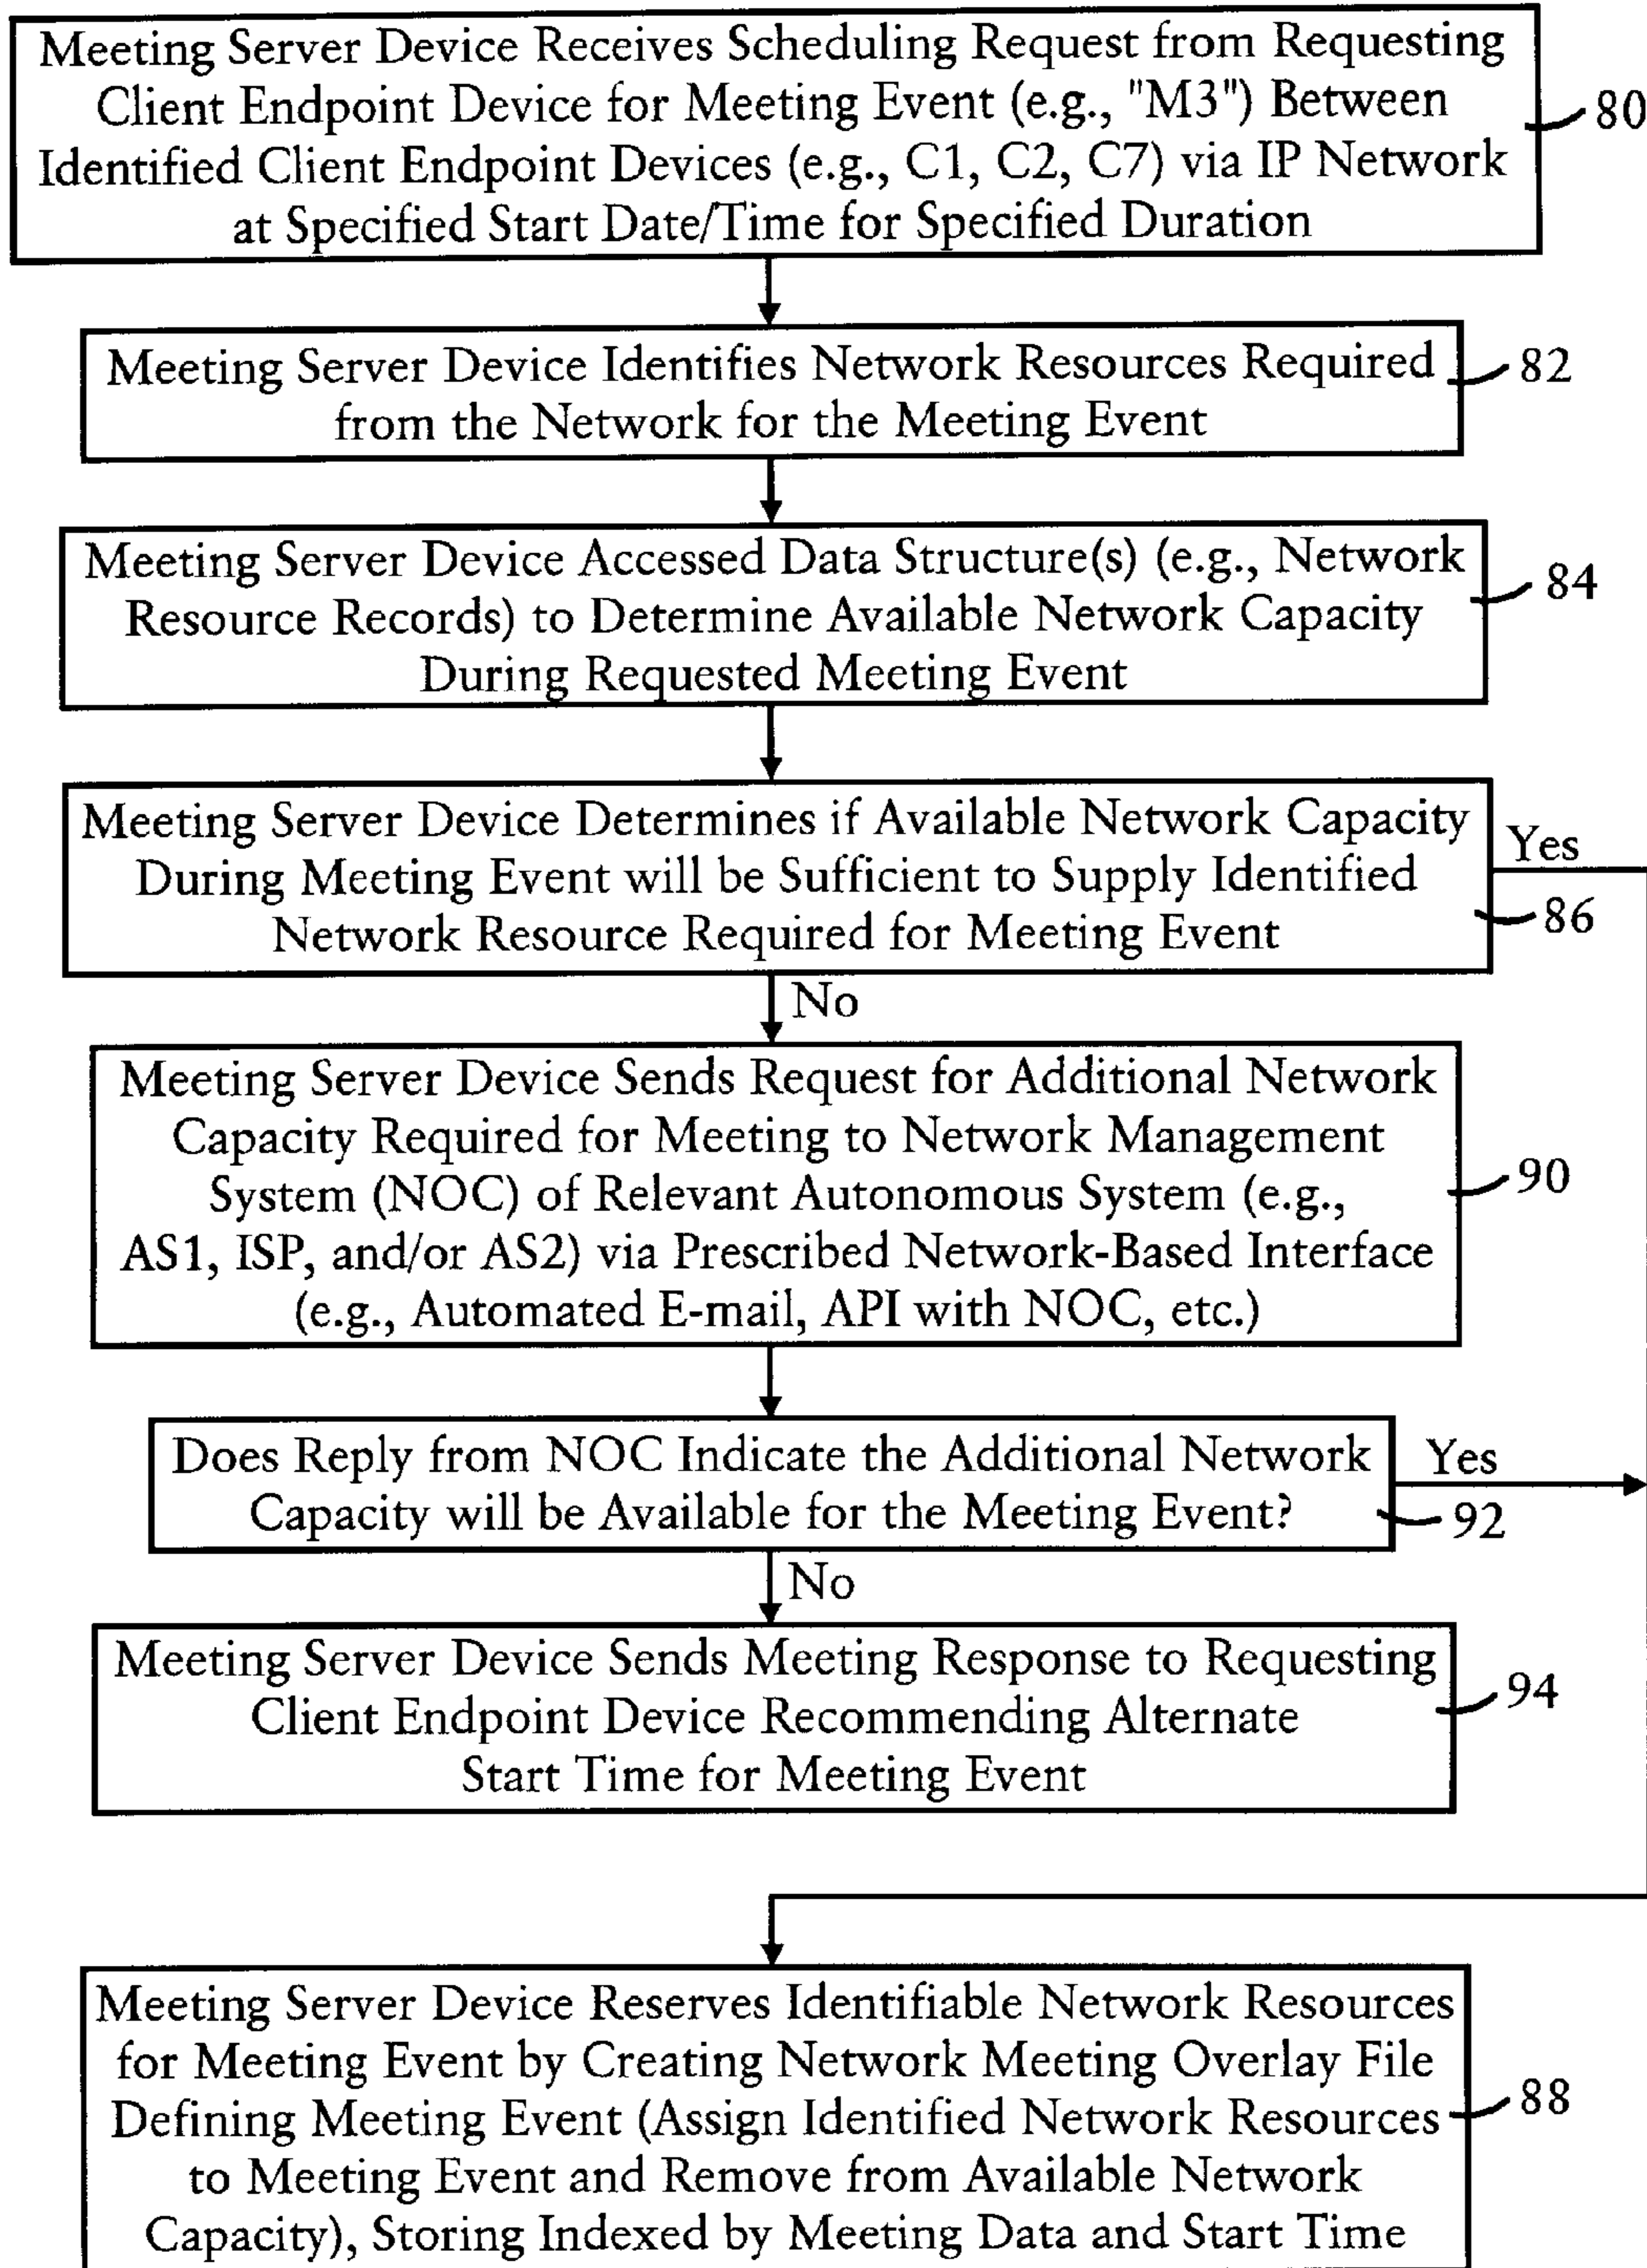 Meeting Server Device Receives Scheduling Request from Requesting
Client Endpoint Device for Meeting Event (e.g., "M3") Between
Identified Client Endpoint Devices (e.g., C1, C2, C7) via IP Network
at Specified Start Date/Time for Specified Duration
80
Meeting Server Device Identifies Network Resources Required
from the Network for the Meeting Event
82
Meeting Server Device Accessed Data Structure(s) (e.g., Network
Resource Records) to Determine Available Network Capacity
During Requested Meeting Event
84
Meeting Server Device Determines if Available Network Capacity
During Meeting Event will be Sufficient to Supply Identified
Network Resource Required for Meeting Event
Yes
86
No
Meeting Server Device Sends Request for Additional Network
Capacity Required for Meeting to Network Management
System (NOC) of Relevant Autonomous System (e.g.,
AS1, ISP, and/or AS2) via Prescribed Network-Based Interface
(e.g., Automated E-mail, API with NOC, etc.)
90
Does Reply from NOC Indicate the Additional Network
Capacity will be Available for the Meeting Event?
Yes
92
No
Meeting Server Device Sends Meeting Response to Requesting
Client Endpoint Device Recommending Alternate
Start Time for Meeting Event
94
Meeting Server Device Reserves Identifiable Network Resources
for Meeting Event by Creating Network Meeting Overlay File
Defining Meeting Event (Assign Identified Network Resources
to Meeting Event and Remove from Available Network
Capacity), Storing Indexed by Meeting Data and Start Time
88